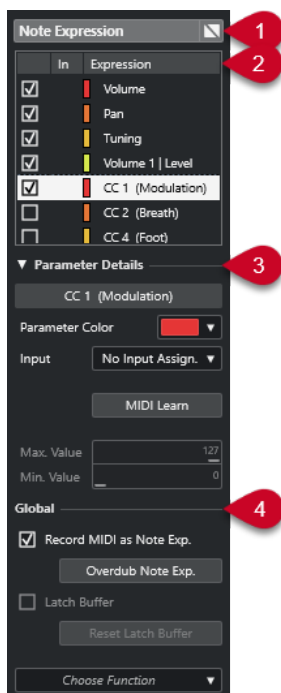 Note Expression
1
In Expression
2
Volume
Pan
Tuning
Volume 1 | Level
CC 1 (Modulation)
CC 2 (Breath)
CC 4 (Foot)
▼ Parameter Details
3
CC 1 (Modulation)
Parameter Color
Input No Input Assign.
MIDI Learn
Max. Value 127
Min. Value 0
Global
4
Record MIDI as Note Exp.
Overdub Note Exp.
Latch Buffer
Reset Latch Buffer
Choose Function